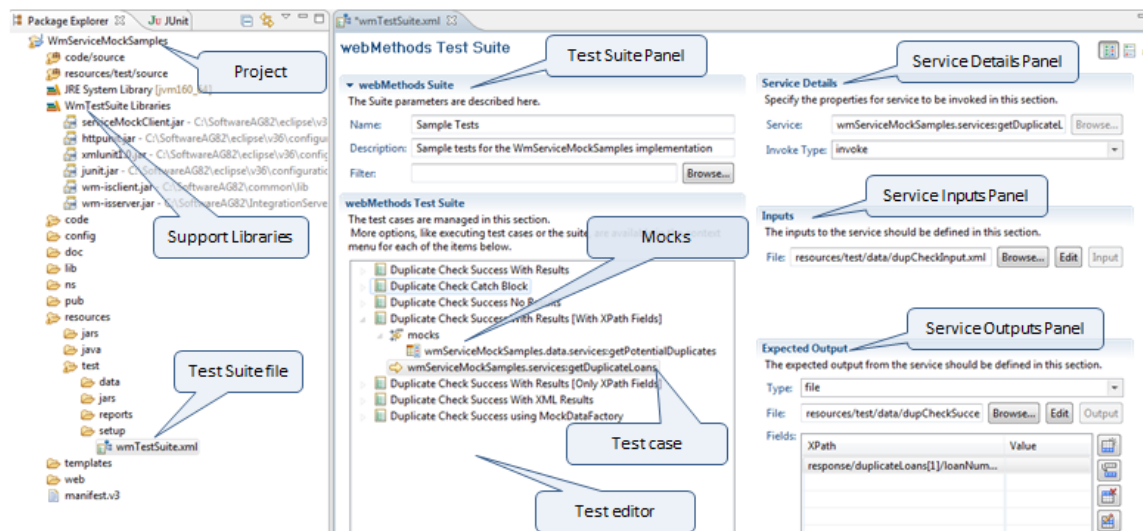 Package Explorer
JUnit
WmServiceMockSamples
code/source
resources/test/source
JRE System Library [jvm160_
WmTestSuite Libraries
serviceMockClient.jar - C:\SoftwareAG82\eclipse\v3
httpunit.jar - C:\SoftwareAG82\eclipse\v36\configu
xmlunit1.0.jar - C:\SoftwareAG82\eclipse\v36\config
junit.jar - C:\SoftwareAG82\eclipse\v36\configuratic
wm-isclient.jar - C:\SoftwareAG82\common\lib
wm-isserver.jar - C:\SoftwareAG82\IntegrationServe
code
config
doc
lib
ns
pub
resources
jars
java
test
data
jars
reports
setup
wmTestSuite.xml
templates
web
manifest.v3
Project
Support Libraries
Test Suite file
*wmTestSuite.xml
webMethods Test Suite
Test Suite Panel
webMethods Suite
The Suite parameters are described here.
Name: Sample Tests
Description: Sample tests for the WmServiceMockSamples implementation
Filter: Browse...
webMethods Test Suite
The test cases are managed in this section.
More options, like executing test cases or the suite, are
menu for each of the items below.
Mocks
Duplicate Check Success With Results
Duplicate Check Catch Block
Duplicate Check Success No Results
Duplicate Check Success With Results [With XPath Fields]
mocks
wmServiceMockSamples.data.services:getPotentialDuplicates
wmServiceMockSamples.services:getDuplicateLoans
Duplicate Check Success With Results [Only XPath Fields]
Duplicate Check Success With XML Results
Duplicate Check Success using MockDataFactory
Test case
Test editor
Service Details Panel
Service Details
Specify the properties for service to be invoked in this section.
Service: wmServiceMockSamples.services:getDuplicateL Browse...
Invoke Type: invoke
Service Inputs Panel
Inputs
The inputs to the service should be defined in this section.
File: resources/test/data/dupCheckInput.xml Browse... Edit Input
Service Outputs Panel
Expected Output
The expected output from the service should be defined in this section.
Type: file
File: resources/test/data/dupCheckSucce Browse... Edit Output
Fields:
XPath Value
response/duplicateLoans[1]/loanNum...